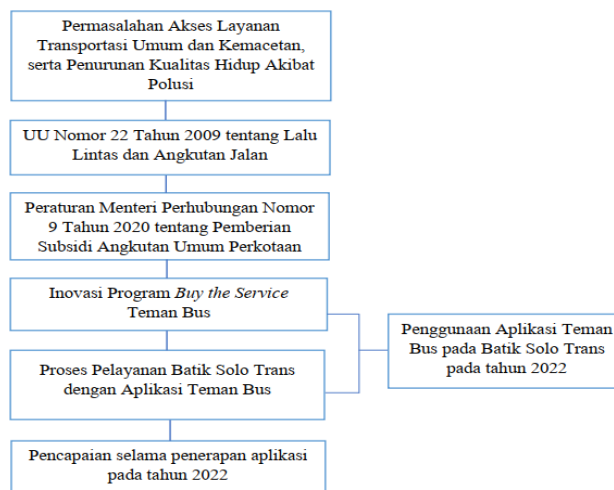 Permasalahan Akses Layanan
Transportasi Umum dan Kemacetan,
serta Penurunan Kualitas Hidup Akibat
Polusi
UU Nomor 22 Tahun 2009 tentang Lalu
Lintas dan Angkutan Jalan
Peraturan Menteri Perhubungan Nomor
9 Tahun 2020 tentang Pemberian
Subsidi Angkutan Umum Perkotaan
Inovasi Program Buy the Service
Teman Bus
Proses Pelayanan Batik Solo Trans
dengan Aplikasi Teman Bus
Penggunaan Aplikasi Teman
Bus pada Batik Solo Trans
pada tahun 2022
Pencapaian selama penerapan aplikasi
pada tahun 2022